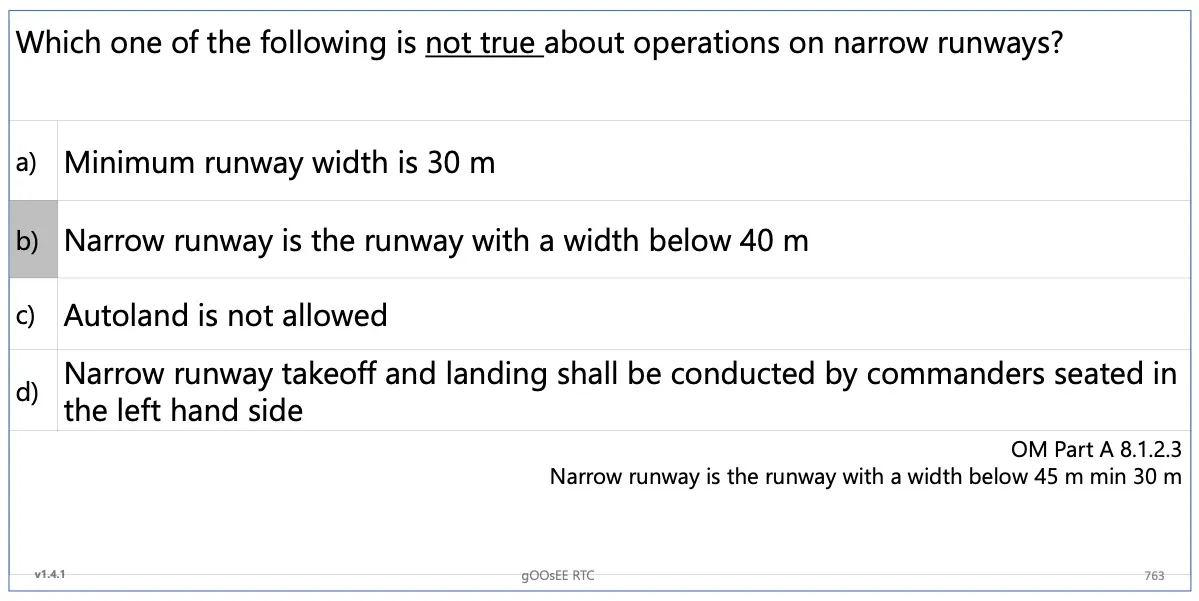 Which one of the following is not true about operations on narrow runways?
a) Minimum runway width is 30 m
b) Narrow runway is the runway with a width below 40 m
c) Autoland is not allowed
d) Narrow runway takeoff and landing shall be conducted by commanders seated in
the left hand side
OM Part A 8.1.2.3
Narrow runway is the runway with a width below 45 m min 30 m
v1.4.1 gOOsEE RTC 763